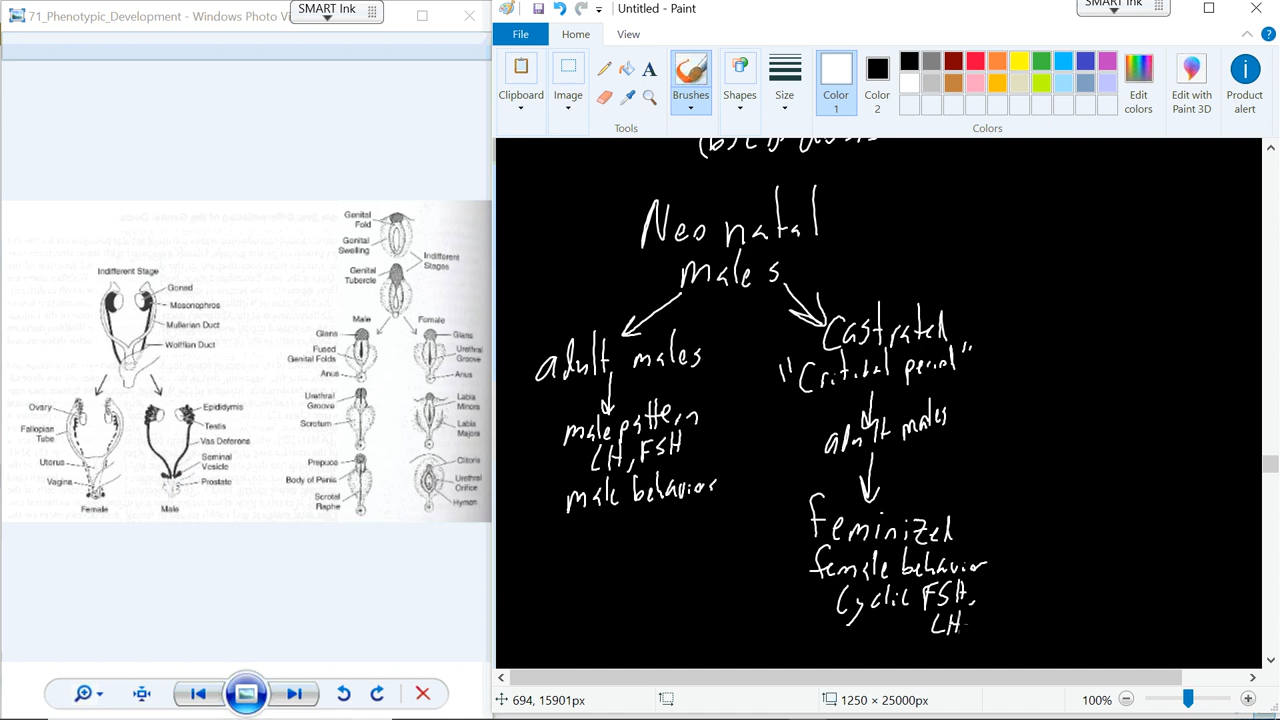 71_Phenotypic_Development - Windows Photo Vi
SMART Ink
Untitled - Paint
SMART Ink
File
Home
View
Clipboard
Image
Tools
Brushes
Shapes
Size
Color 1
Color 2
Colors
Edit colors
Edit with Paint 3D
Product alert
Neonatal
males
adult males
male pattern
LH, FSH
male behavior
Castrated
"Critical period"
adult males
feminized
female behavior
Cyclic FSH,
LH
Indifferent Stage
Gonad
Mesonephros
Mullerian Duct
Wolffian Duct
Ovary
Fallopian Tube
Uterus
Vagina
Female
Epididymis
Testis
Vas Deferens
Seminal Vesicle
Prostate
Male
Genital Fold
Genital Swelling
Genital Tubercle
Indifferent Stages
Male
Female
Glans
Fused Genital Folds
Anus
Glans
Urethral Groove
Anus
Urethral Groove
Scrotum
Labia Minora
Labia Majora
Prepuce
Body of Penis
Scrotal Raphe
Clitoris
Urethral Orifice
Hymen
694, 15901px
1250 × 25000px
100%